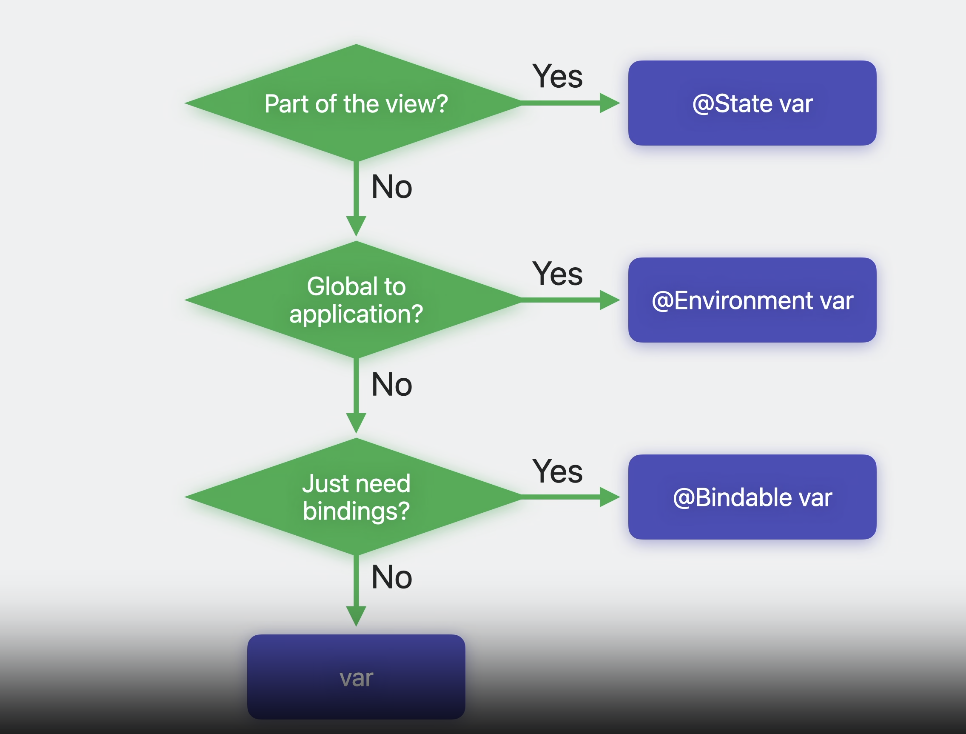 Part of the view?
Yes
@State var
No
Global to
application?
Yes
@Environment var
No
Just need
bindings?
Yes
@Bindable var
No
var